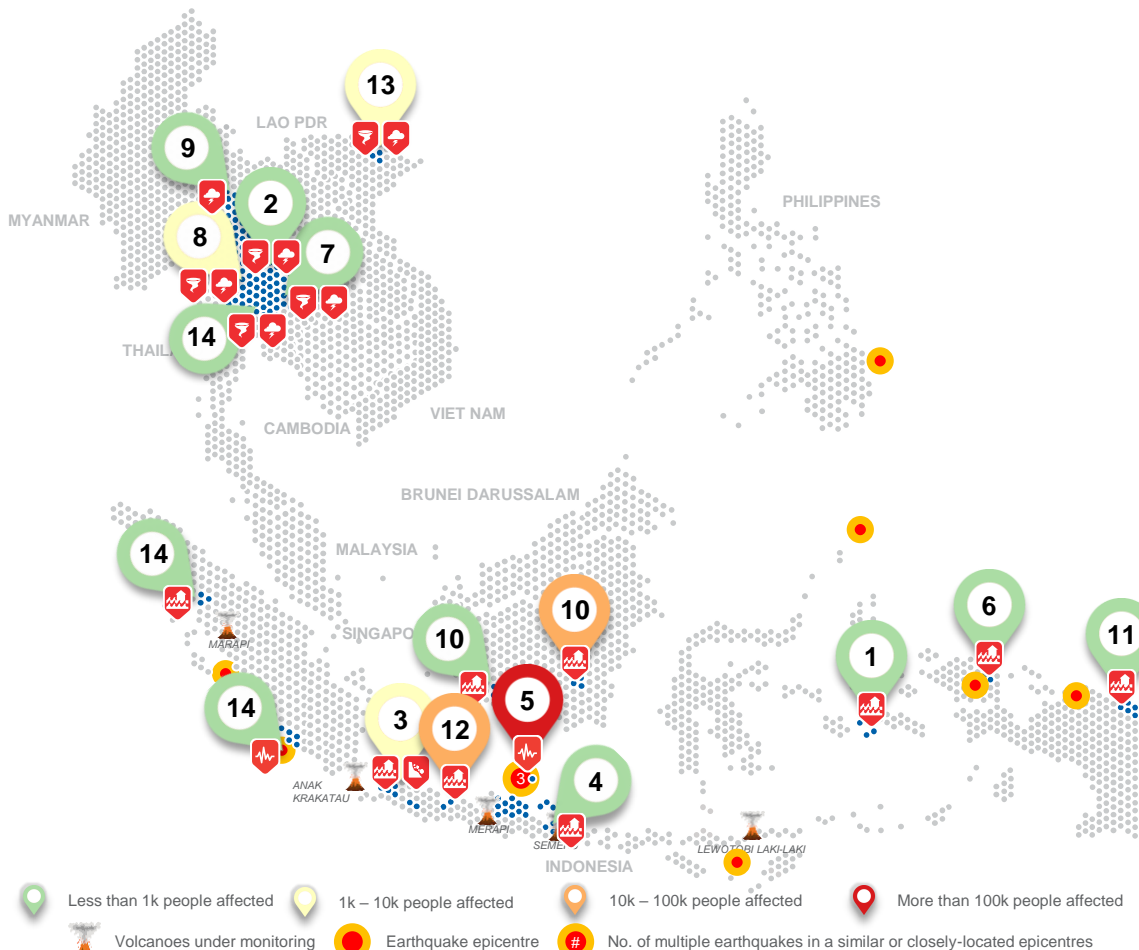 13
LAO PDR
9
2
MYANMAR
PHILIPPINES
8
7
14
THAIL
VIET NAM
CAMBODIA
BRUNEI DARUSSALAM
14
MALAYSIA
6
10
MARAPI
SINGAPO
10
11
1
14
3
12
5
3
ANAK
KRAKATAU
4
MERAPI
SEMERU
LEWOTOBI LAKI-LAKI
INDONESIA
Less than 1k people affected
1k – 10k people affected
10k – 100k people affected
More than 100k people affected
Volcanoes under monitoring
Earthquake epicentre
# No. of multiple earthquakes in a similar or closely-located epicentres